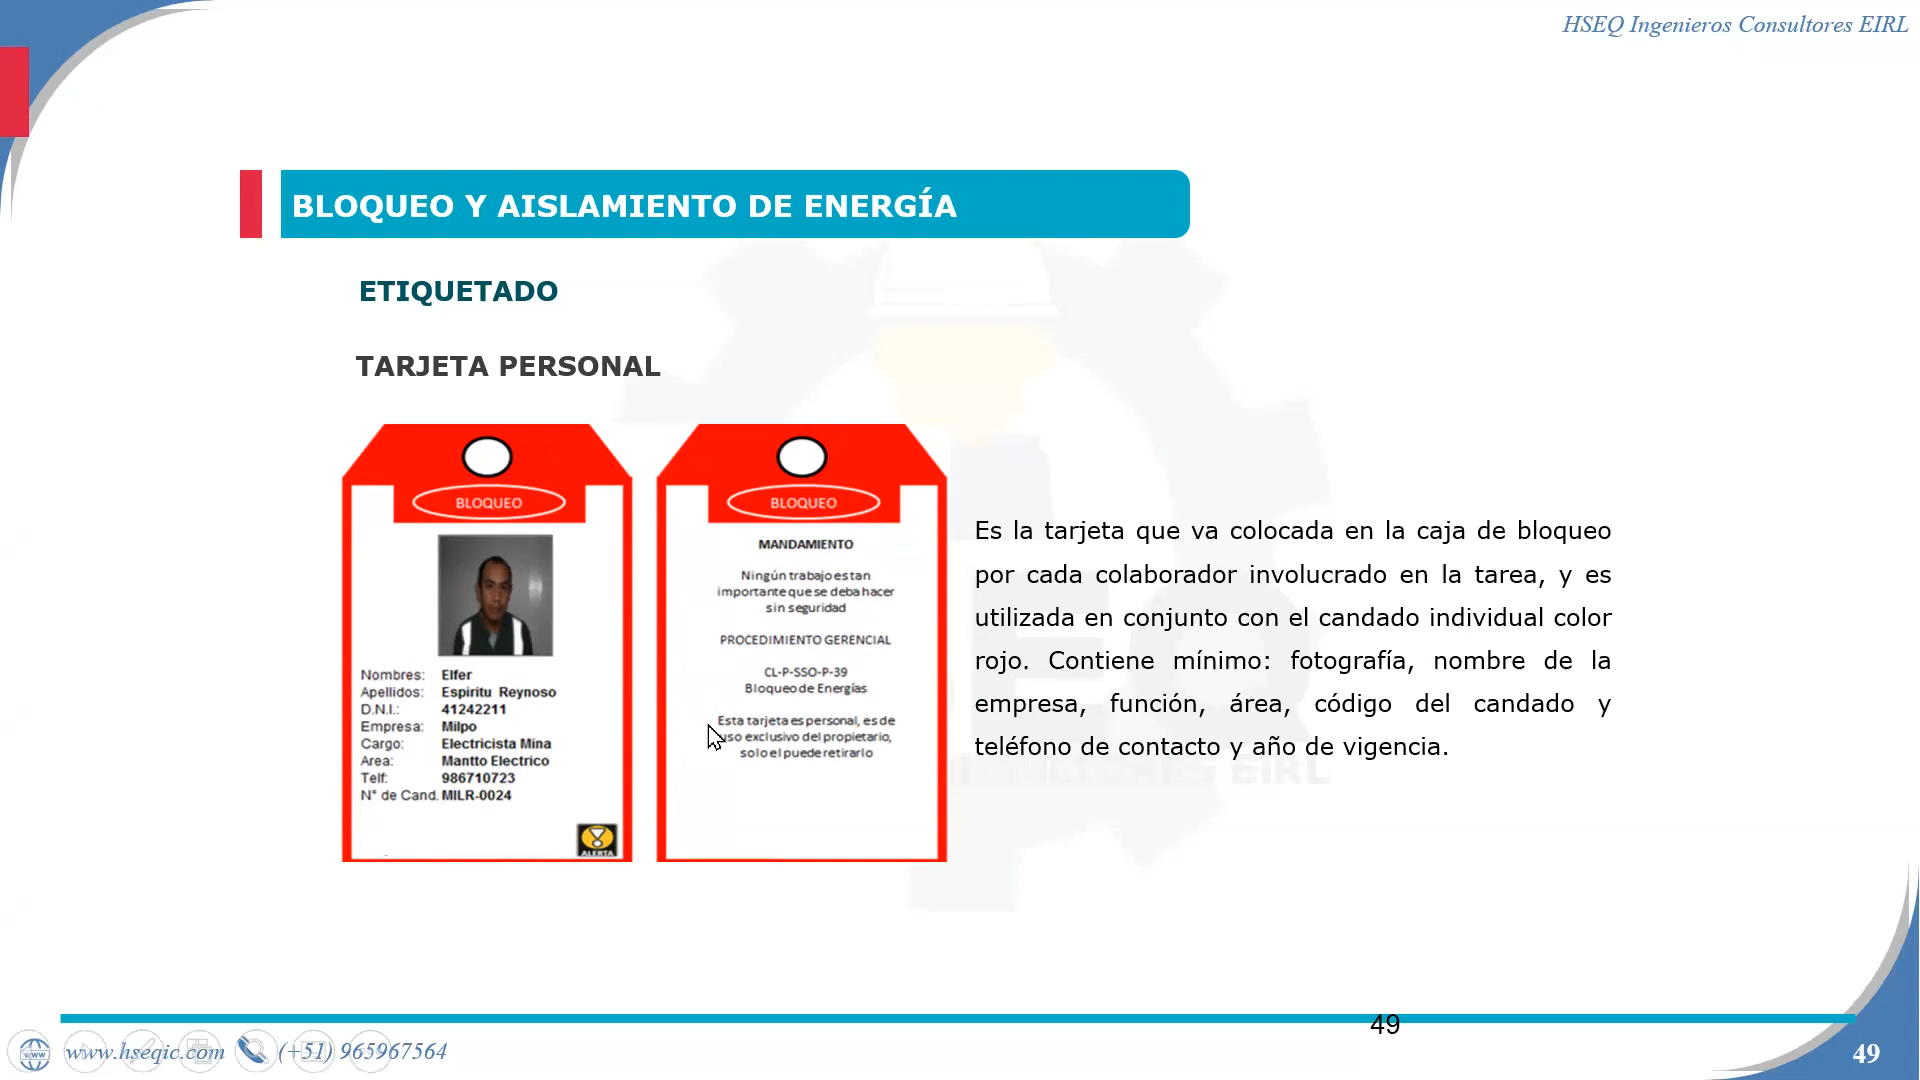 HSEQ Ingenieros Consultores EIRL
BLOQUEO Y AISLAMIENTO DE ENERGÍA
ETIQUETADO
TARJETA PERSONAL
BLOQUEO
Nombres: Elfer
Apellidos: Espiritu Reynoso
D.N.I.: 41242211
Empresa: Milpo
Cargo: Electricista Mina
Area: Mantto Electrico
Telf: 986710723
N° de Cand. MILR-0024
ALERTA
BLOQUEO
MANDAMIENTO
Ningún trabajo es tan
importante que se deba hacer
sin seguridad
PROCEDIMIENTO GERENCIAL
CL-P-SSO-P-39
Bloqueo de Energías
Esta tarjeta es personal, es de
uso exclusivo del propietario,
solo el puede retirarlo
Es la tarjeta que va colocada en la caja de bloqueo
por cada colaborador involucrado en la tarea, y es
utilizada en conjunto con el candado individual color
rojo. Contiene mínimo: fotografía, nombre de la
empresa, función, área, código del candado y
teléfono de contacto y año de vigencia.
49
www.hseqic.com (+51) 965967564
49